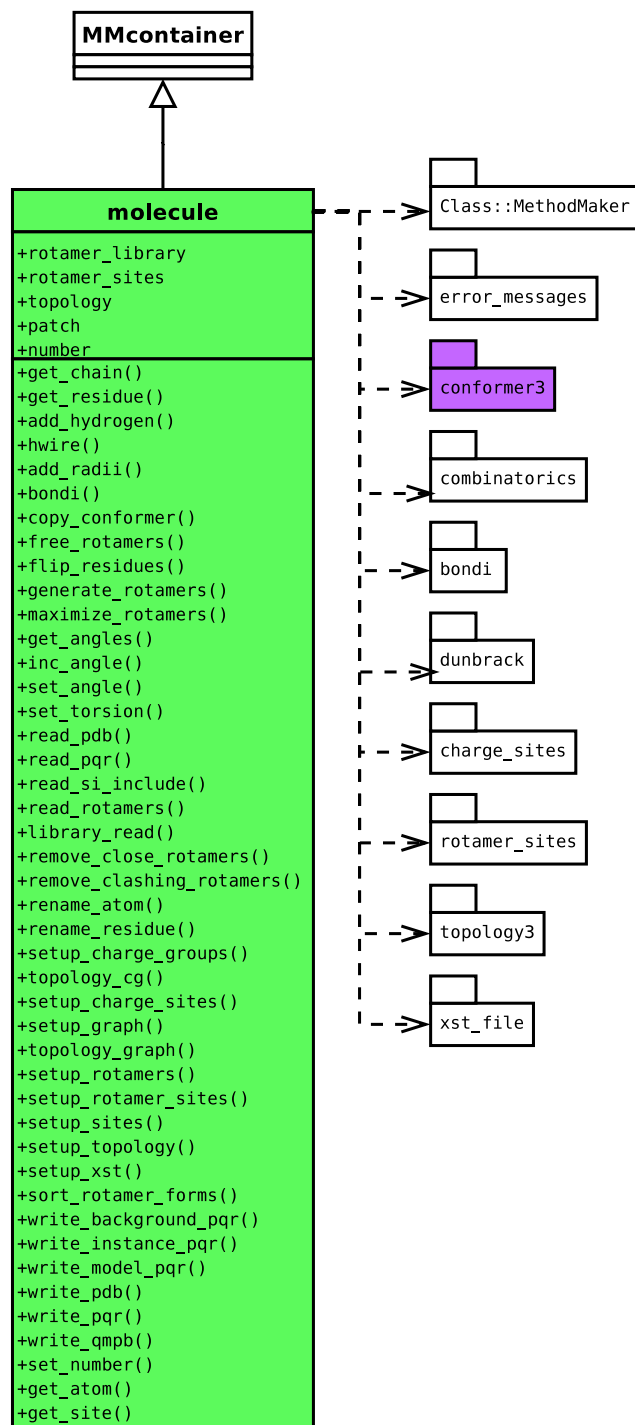 MMcontainer
molecule
+rotamer_library
+rotamer_sites
+topology
+patch
+number
+get_chain()
+get_residue()
+add_hydrogen()
+hwire()
+add_radii()
+bondi()
+copy_conformer()
+free_rotamers()
+flip_residues()
+generate_rotamers()
+maximize_rotamers()
+get_angles()
+inc_angle()
+set_angle()
+set_torsion()
+read_pdb()
+read_pqr()
+read_si_include()
+read_rotamers()
+library_read()
+remove_close_rotamers()
+remove_clashing_rotamers()
+rename_atom()
+rename_residue()
+setup_charge_groups()
+topology_cg()
+setup_charge_sites()
+setup_graph()
+topology_graph()
+setup_rotamers()
+setup_rotamer_sites()
+setup_sites()
+setup_topology()
+setup_xst()
+sort_rotamer_forms()
+write_background_pqr()
+write_instance_pqr()
+write_model_pqr()
+write_pdb()
+write_pqr()
+write_qmpb()
+set_number()
+get_atom()
+get_site()
Class::MethodMaker
error_messages
conformer3
combinatorics
bondi
dunbrack
charge_sites
rotamer_sites
topology3
xst_file